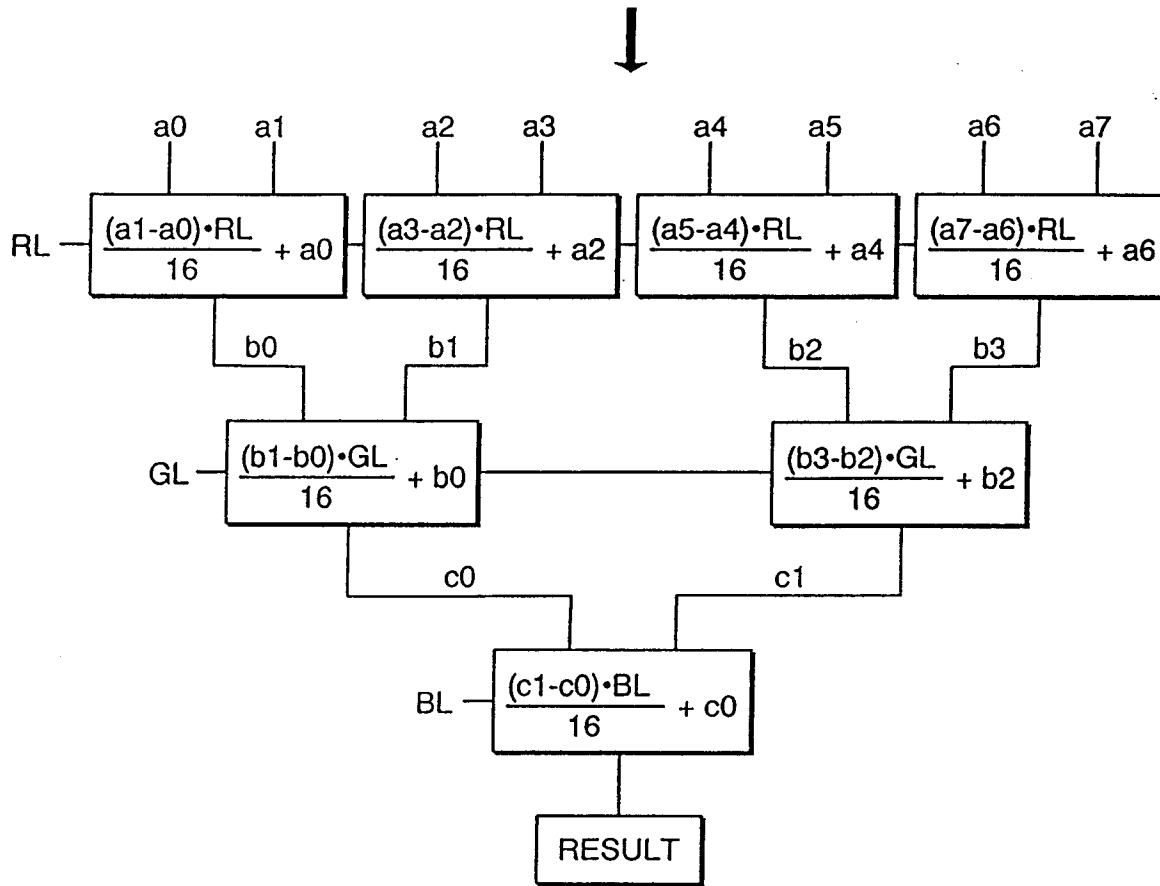 a0 a1 a2 a3 a4 a5 a6 a7
RL (a1-a0)•RL/16 + a0 (a3-a2)•RL/16 + a2 (a5-a4)•RL/16 + a4 (a7-a6)•RL/16 + a6
b0 b1 b2 b3
GL (b1-b0)•GL/16 + b0 (b3-b2)•GL/16 + b2
c0 c1
BL (c1-c0)•BL/16 + c0
RESULT